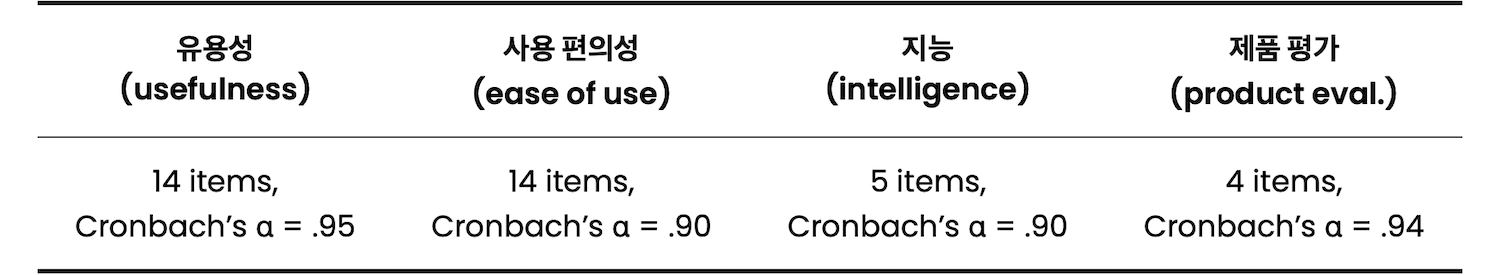 유용성
(usefulness)
사용 편의성
(ease of use)
지능
(intelligence)
제품 평가
(product eval.)
14 items,
Cronbach’s α = .95
14 items,
Cronbach’s α = .90
5 items,
Cronbach’s α = .90
4 items,
Cronbach’s α = .94